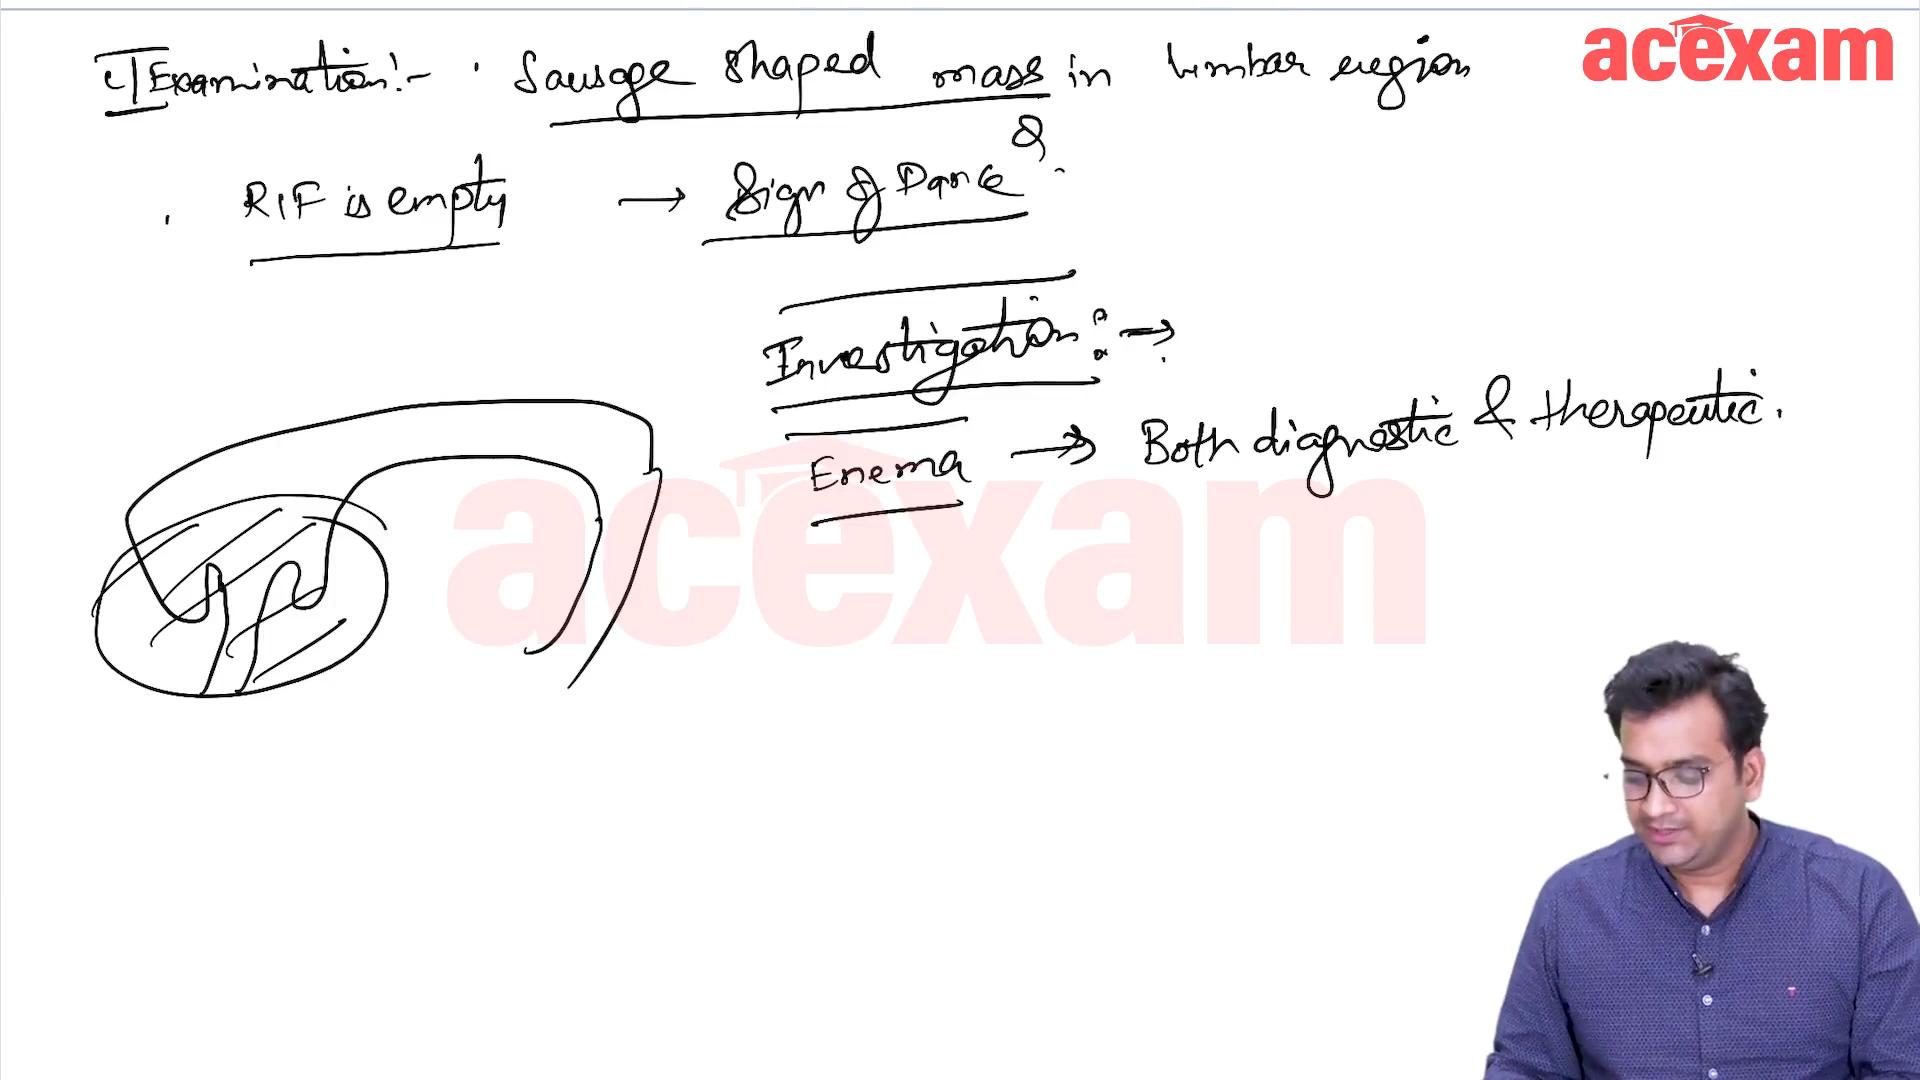 c) Examination:- · Sausage shaped mass in lumbar region
&
· RIF is empty → Sign of Dance
Investigation: →
Enema → Both diagnostic & therapeutic.
acexam
acexam